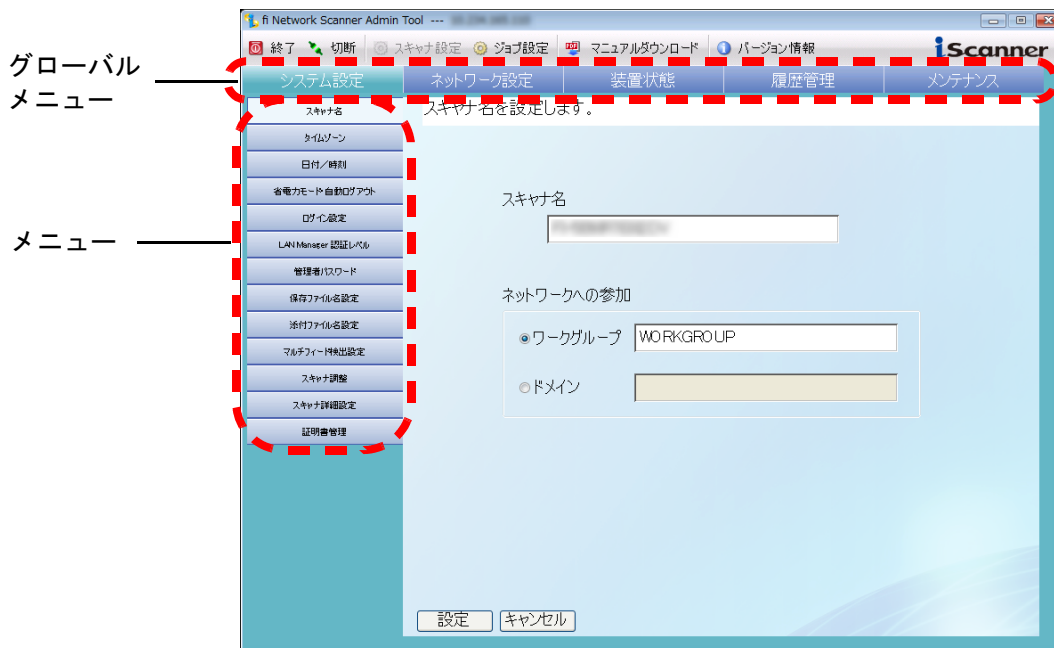 fi Network Scanner Admin Tool ---
終了 切断 スキャナ設定 ジョブ設定 マニュアルダウンロード バージョン情報
iScanner
グローバル
メニュー
システム設定 ネットワーク設定 装置状態 履歴管理 メンテナンス
スキャナ名を設定します。
メニュー
スキャナ名
タイムゾーン
日付/時刻
省電力モード・自動ログアウト
ログイン設定
LAN Manager 認証レベル
管理者パスワード
保存ファイル名設定
添付ファイル名設定
マルチフィード検出設定
スキャナ調整
スキャナ詳細設定
証明書管理
スキャナ名
ネットワークへの参加
ワークグループ WORKGROUP
ドメイン
設定 キャンセル